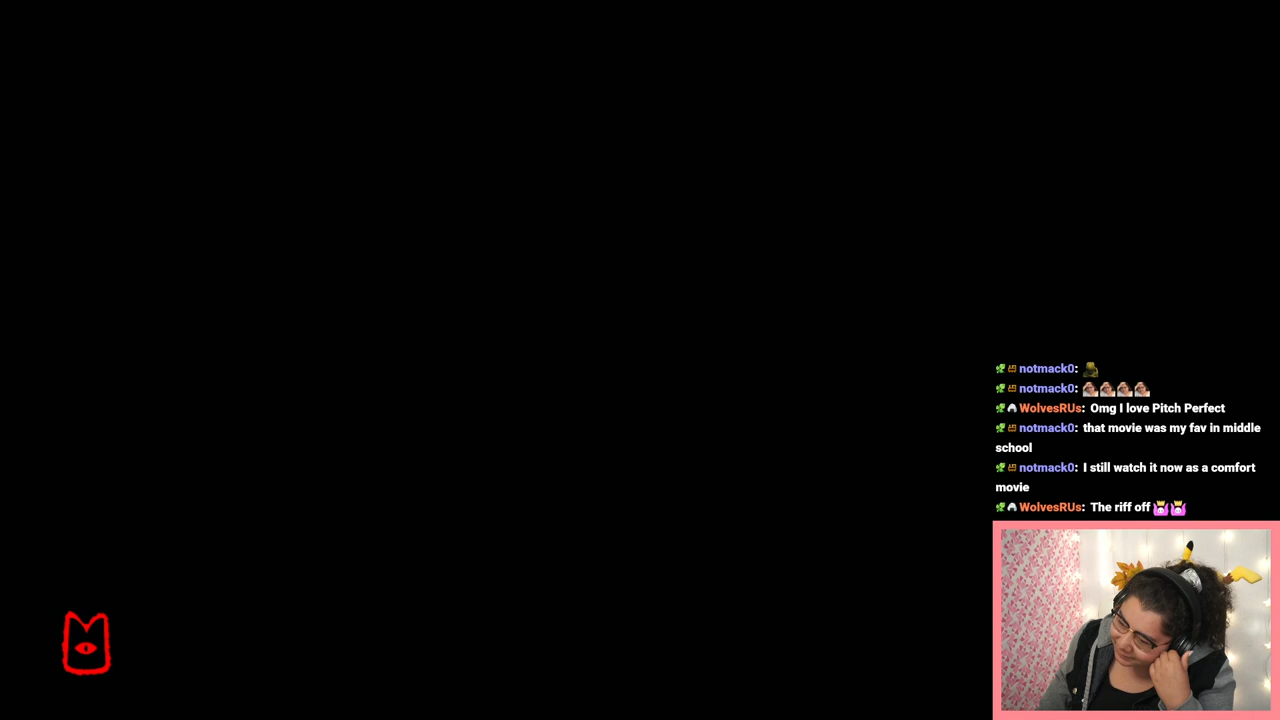 notmack0:
notmack0:
WolvesRUs: Omg I love Pitch Perfect
notmack0: that movie was my fav in middle
school
notmack0: I still watch it now as a comfort
movie
WolvesRUs: The riff off